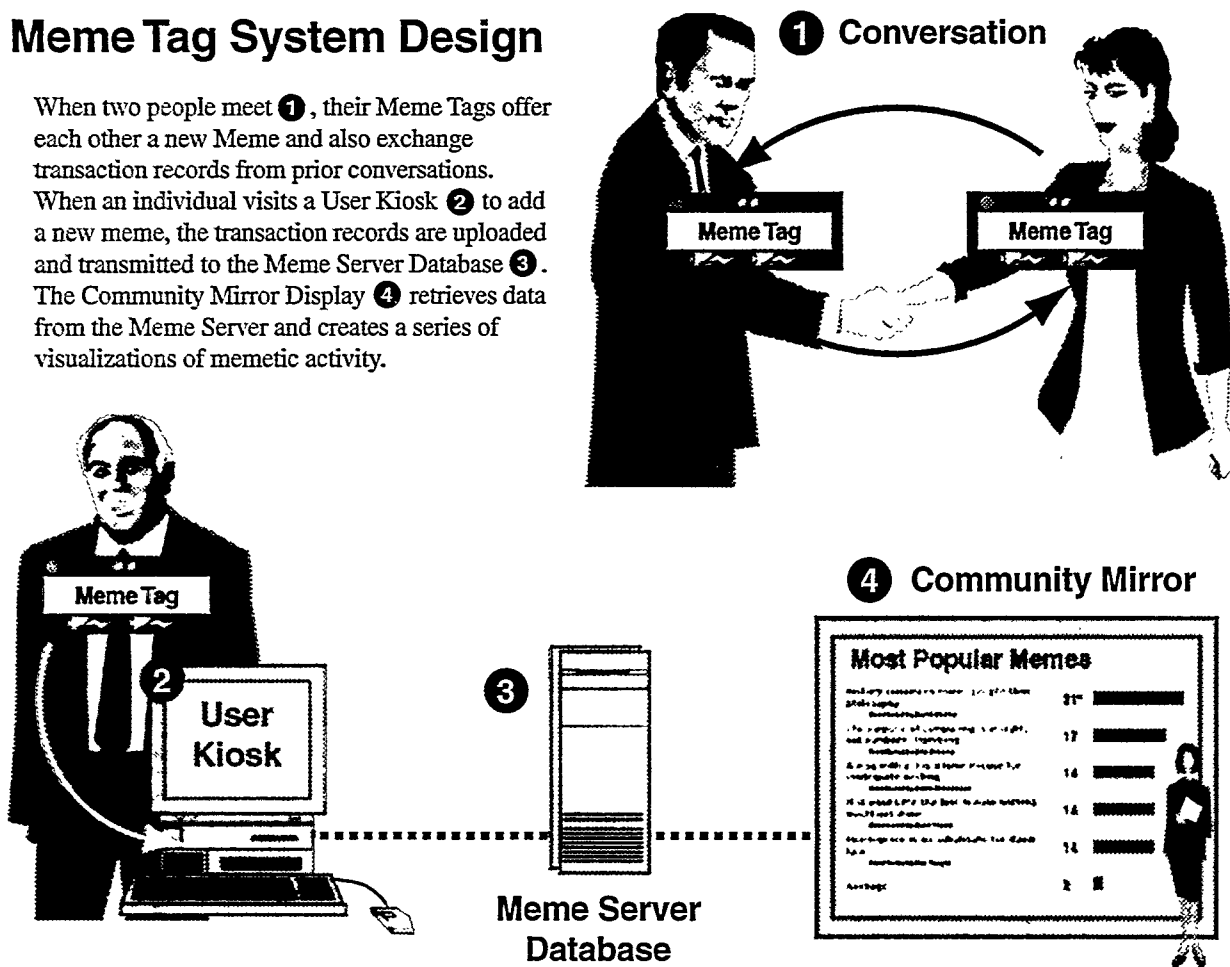 Meme Tag System Design
When two people meet 1, their Meme Tags offer
each other a new Meme and also exchange
transaction records from prior conversations.
When an individual visits a User Kiosk 2 to add
a new meme, the transaction records are uploaded
and transmitted to the Meme Server Database 3.
The Community Mirror Display 4 retrieves data
from the Meme Server and creates a series of
visualizations of memetic activity.
1 Conversation
Meme Tag
Meme Tag
Meme Tag
2
User
Kiosk
3
Meme Server
Database
4 Community Mirror
Most Popular Memes
17
14
14
14
Average